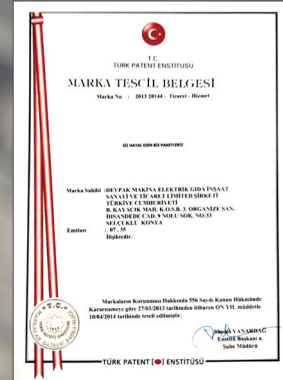 T.C.
TÜRK PATENT ENSTİTÜSÜ
MARKA TESCİL BELGESİ
Marka No : 2013 28144 - Ticaret - Hizmet
SİZ HAYAL EDİN BİZ PAKETLERİZ
Marka Sahibi : DEVPAK MAKİNA ELEKTRİK GIDA İNŞAAT
SANAYİ VE TİCARET LİMİTED ŞİRKETİ
TÜRKİYE CUMHURİYETİ
B. KAYACIK MAH. K.O.S.B. 3. ORGANİZE SAN.
İHSANDEDE CAD. 9 NOLU SOK. NO:33
SELÇUKLU KONYA
Emtiası : 07 , 35
İlişiktedir.
Markaların Korunması Hakkında 556 Sayılı Kanun Hükmünde
Kararnameye göre 27/03/2013 tarihinden itibaren ON YIL müddetle
10/04/2014 tarihinde tescil edilmiştir.
YANARDAĞ
Enstitü Başkanı a.
Şube Müdürü
T.C.
TÜRK PATENT ENSTİTÜSÜ